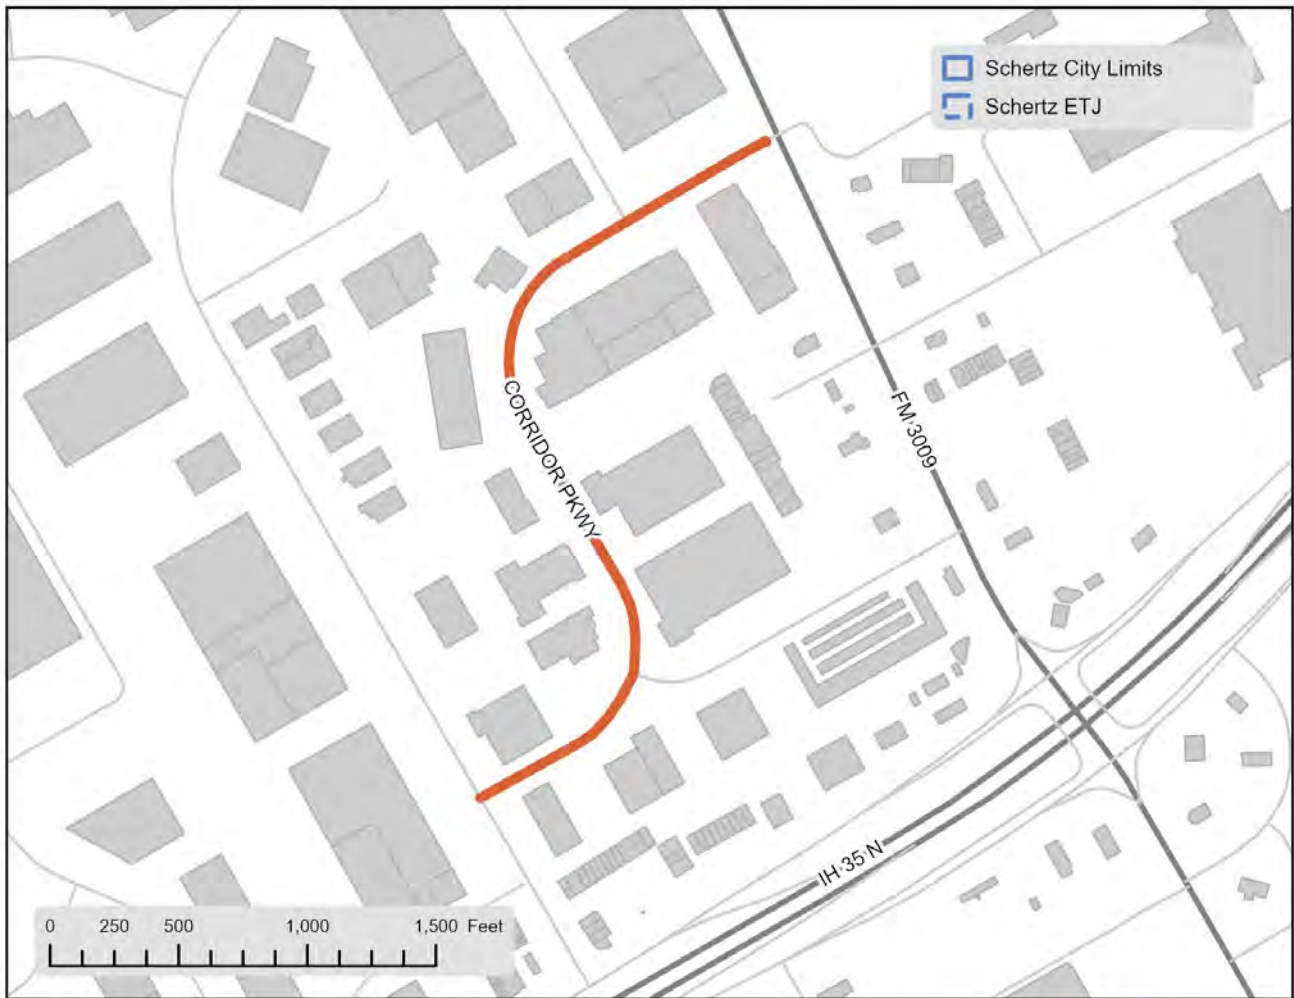 Schertz City Limits
Schertz ETJ
CORRIDOR PKWY
FM 3009
IH 35 N
0 250 500 1,000 1,500 Feet